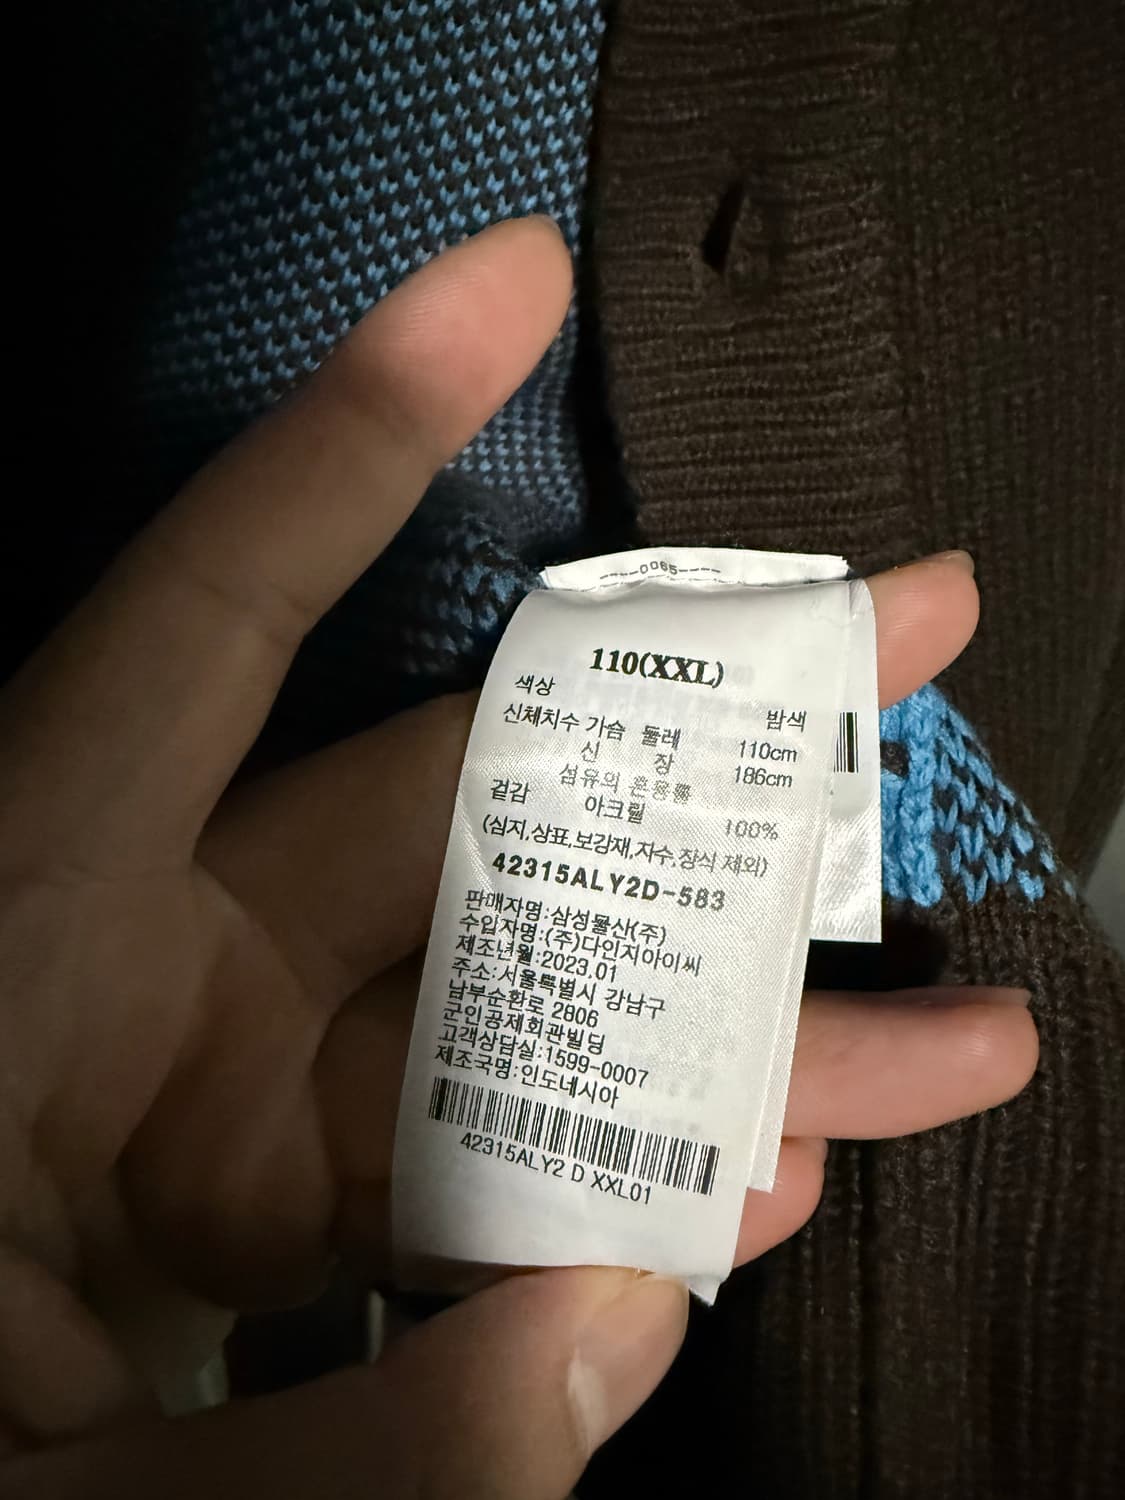 ----0065----
110(XXL)
색상 밤색
신체치수 가슴 둘레 110cm
신 장 186cm
섬유의 혼용률
겉감 아크릴 100%
(심지,상표,보강재,자수,장식 제외)
42315ALY2D-583
판매자명:삼성물산(주)
수입자명:(주)다인지아이씨
제조년월:2023.01
주소:서울특별시 강남구
남부순환로 2806
군인공제회관빌딩
고객상담실:1599-0007
제조국명:인도네시아
42315ALY2 D XXL01